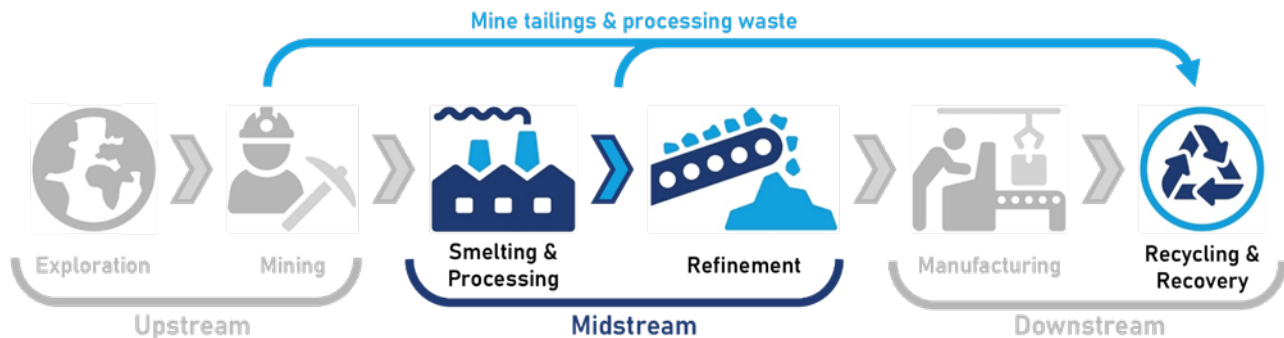 Mine tailings & processing waste
Exploration
Mining
Smelting &
Processing
Refinement
Manufacturing
Recycling &
Recovery
Upstream
Midstream
Downstream